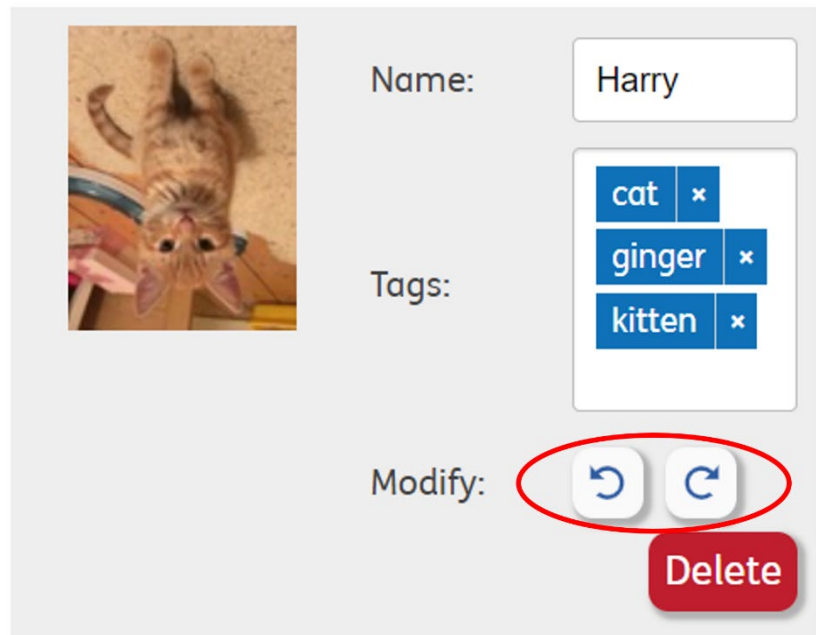 Name:
Harry
Tags:
cat ×
ginger ×
kitten ×
Modify:
Delete